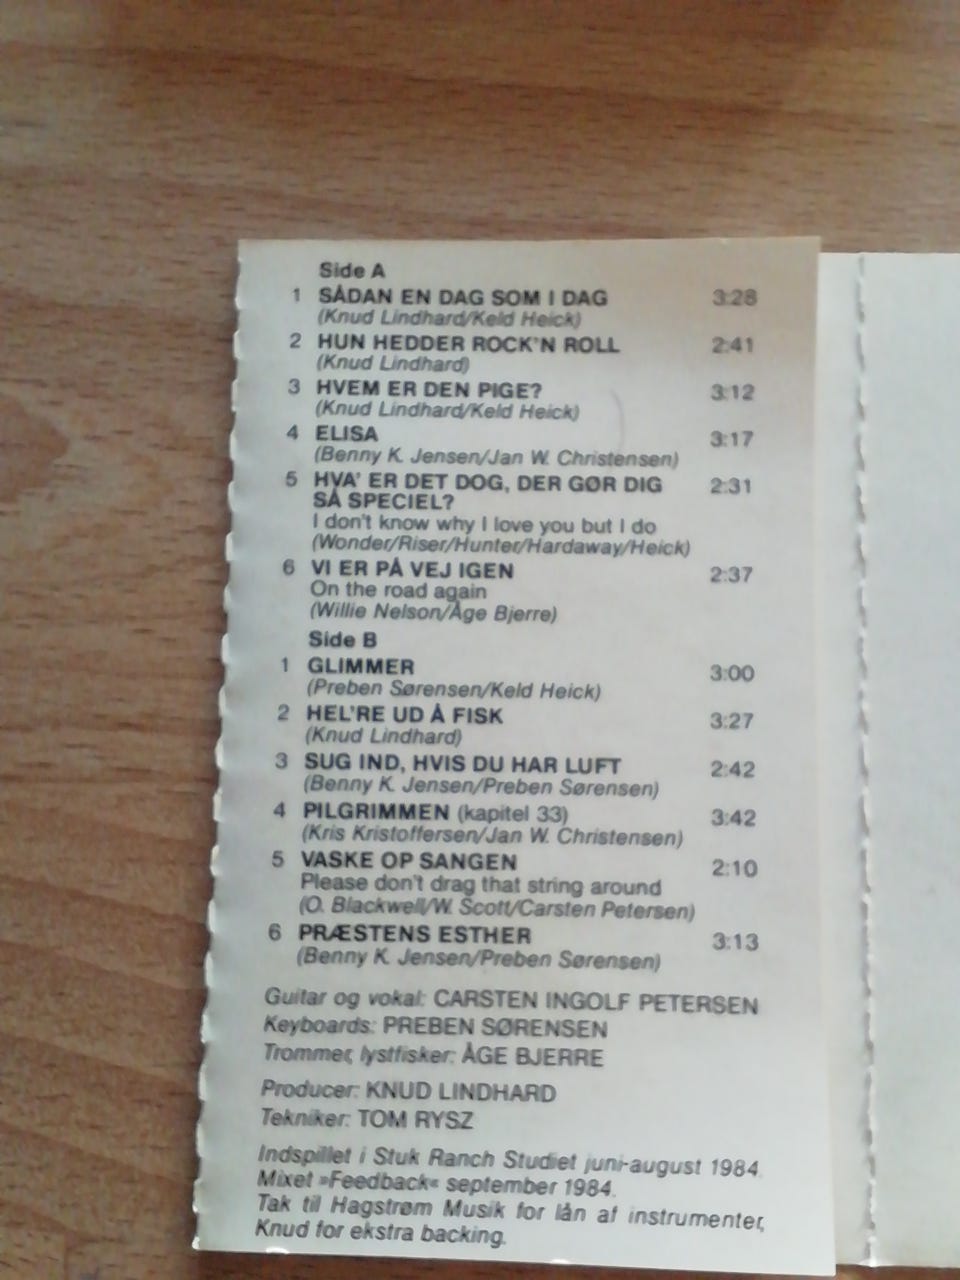 Side A
1 SÅDAN EN DAG SOM I DAG 3:28
(Knud Lindhard/Keld Heick)
2 HUN HEDDER ROCK'N ROLL 2:41
(Knud Lindhard)
3 HVEM ER DEN PIGE? 3:12
(Knud Lindhard/Keld Heick)
4 ELISA 3:17
(Benny K. Jensen/Jan W. Christensen)
5 HVA' ER DET DOG, DER GØR DIG 2:31
SÅ SPECIEL?
I don't know why I love you but I do
(Wonder/Riser/Hunter/Hardaway/Heick)
6 VI ER PÅ VEJ IGEN 2:37
On the road again
(Willie Nelson/Åge Bjerre)
Side B
1 GLIMMER 3:00
(Preben Sørensen/Keld Heick)
2 HEL'RE UD Å FISK 3:27
(Knud Lindhard)
3 SUG IND, HVIS DU HAR LUFT 2:42
(Benny K. Jensen/Preben Sørensen)
4 PILGRIMMEN (kapitel 33) 3:42
(Kris Kristoffersen/Jan W. Christensen)
5 VASKE OP SANGEN 2:10
Please don't drag that string around
(O. Blackwell/W. Scott/Carsten Petersen)
6 PRÆSTENS ESTHER 3:13
(Benny K. Jensen/Preben Sørensen)
Guitar og vokal: CARSTEN INGOLF PETERSEN
Keyboards: PREBEN SØRENSEN
Trommer, lystfisker: ÅGE BJERRE
Producer: KNUD LINDHARD
Tekniker: TOM RYSZ
Indspillet i Stuk Ranch Studiet juni-august 1984.
Mixet »Feedback« september 1984.
Tak til Hagstrøm Musik for lån af instrumenter,
Knud for ekstra backing.